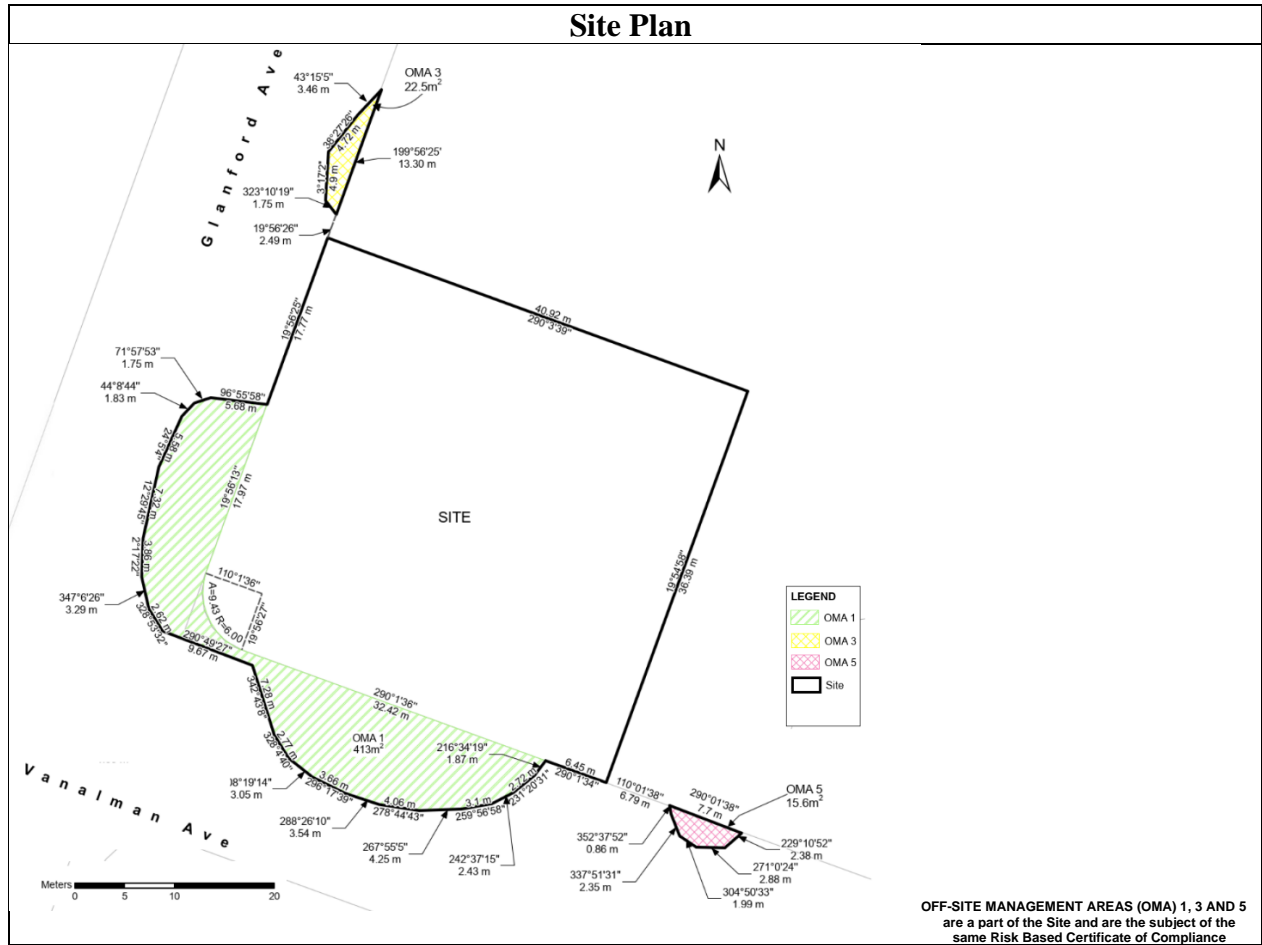 Site Plan
Glanford Ave
43°15'5"
3.46 m
OMA 3
22.5m²
38°27'26"
4.72 m
199°56'25'
13.30 m
3°17'2"
4.9 m
323°10'19"
1.75 m
19°56'26"
2.49 m
N
19°56'25"
17.77 m
40.92 m
290°3'39"
71°57'53"
1.75 m
44°8'44"
1.83 m
96°55'58"
5.68 m
5.58 m
24°5'4"
19°56'13"
17.97 m
7.32 m
12°29'45"
SITE
3.86 m
2°17'22"
19°54'58"
36.39 m
110°1'36"
A=9.43 R=6.00
19°56'27"
347°6'26"
3.29 m
2.62 m
328°53'32"
290°49'27"
9.67 m
LEGEND
OMA 1
OMA 3
OMA 5
Site
7.28 m
342°43'8"
290°1'36"
32.42 m
OMA 1
413m²
216°34'19"
1.87 m
2.77 m
328°4'40"
6.45 m
290°1'34"
110°01'38"
6.79 m
290°01'38"
7.7 m
OMA 5
15.6m²
Vanalman Ave
8°19'14"
3.05 m
3.66 m
296°17'39"
4.06 m
278°44'43"
3.1 m
259°56'58"
2.72 m
231°20'31"
288°26'10"
3.54 m
267°55'5"
4.25 m
242°37'15"
2.43 m
352°37'52"
0.86 m
337°51'31"
2.35 m
229°10'52"
2.38 m
271°0'24"
2.88 m
304°50'33"
1.99 m
Meters
0 5 10 20
OFF-SITE MANAGEMENT AREAS (OMA) 1, 3 AND 5
are a part of the Site and are the subject of the
same Risk Based Certificate of Compliance